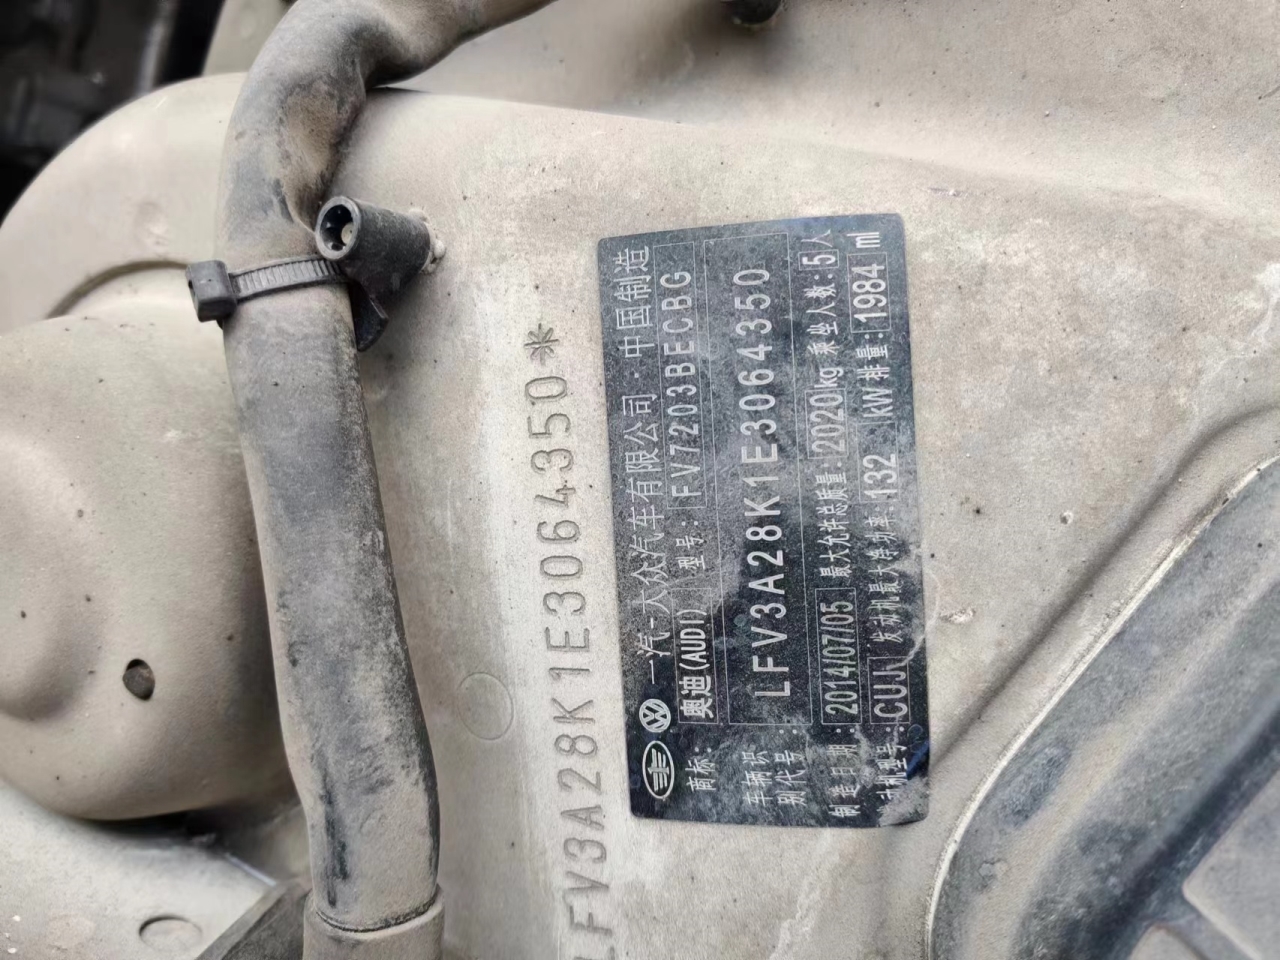 一汽-大众汽车有限公司·中国制造
商标: 奥迪(AUDI) 型号: FV7203BECBG
车辆识别代号: LFV3A28K1E3064350
制造日期: 2014/07/05 最大允许总质量: 2020kg 乘坐人数: 5人
动机型号: CUJ 发动机最大净功率: 132 kW 排量: 1984 ml
LFV3A28K1E3064350*